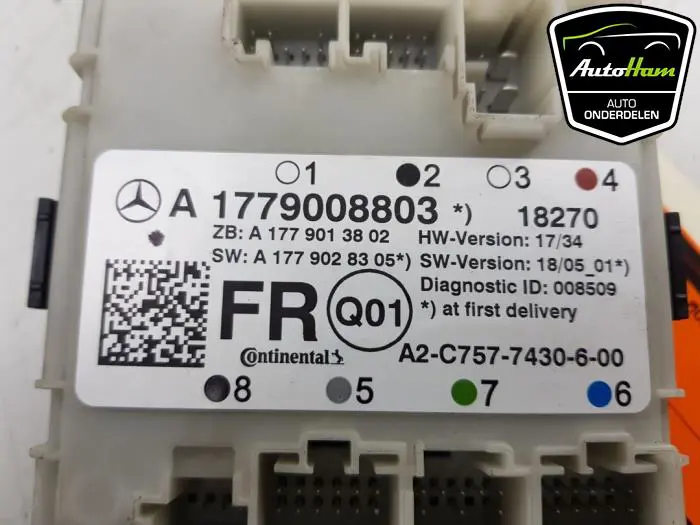 AutoHam
AUTO
ONDERDELEN
1 2 3 4
A 1779008803 *) 18270
ZB: A 177 901 38 02 HW-Version: 17/34
SW: A 177 902 83 05*) SW-Version: 18/05_01*)
Diagnostic ID: 008509
FR Q01 *) at first delivery
Continental A2-C757-7430-6-00
8 5 7 6